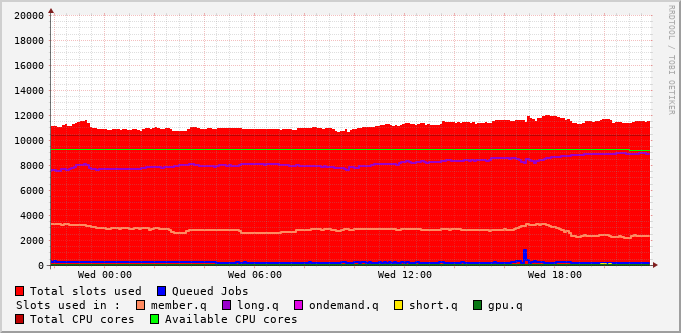 20000
18000
16000
14000
12000
10000
8000
6000
4000
2000
0
Wed 00:00 Wed 06:00 Wed 12:00 Wed 18:00
RRDTOOL / TOBI OETIKER
Total slots used Queued Jobs
Slots used in : member.q long.q ondemand.q short.q gpu.q
Total CPU cores Available CPU cores